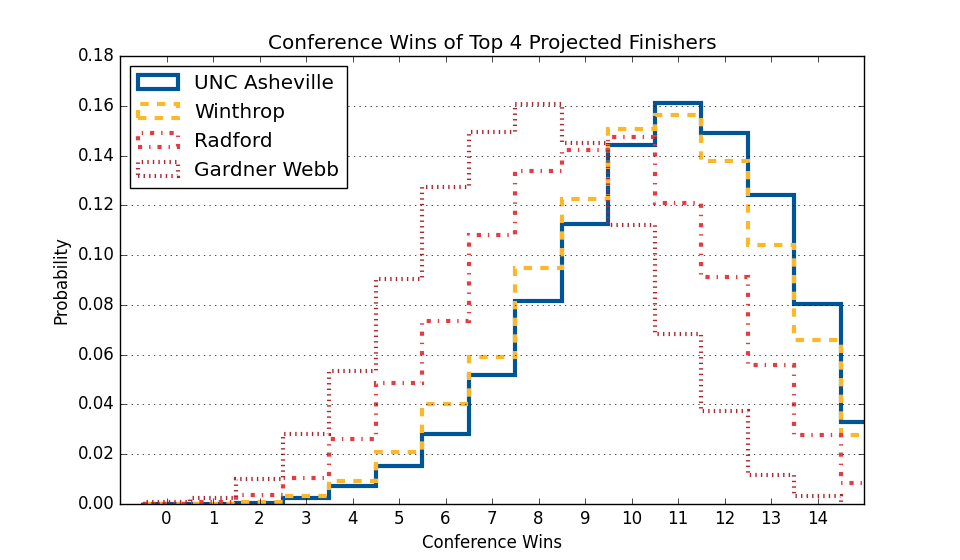 Conference Wins of Top 4 Projected Finishers
UNC Asheville
Winthrop
Radford
Gardner Webb
0.18
0.16
0.14
0.12
0.10
0.08
0.06
0.04
0.02
0.00
Probability
0 1 2 3 4 5 6 7 8 9 10 11 12 13 14
Conference Wins